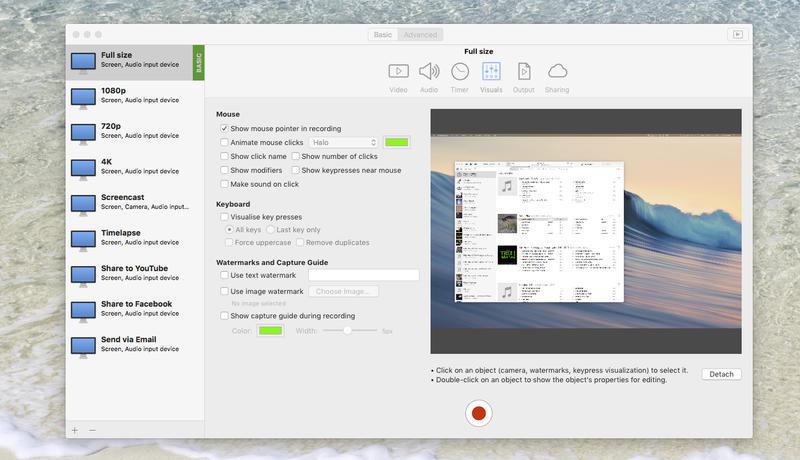 Basic Advanced
Full size
Screen, Audio input device
BASIC
1080p
Screen, Audio input device
720p
Screen, Audio input device
4K
Screen, Audio input device
Screencast
Screen, Camera, Audio input...
Timelapse
Screen, Audio input device
Share to YouTube
Screen, Audio input device
Share to Facebook
Screen, Audio input device
Send via Email
Screen, Audio input device
+ −
Full size
Video Audio Timer Visuals Output Sharing
Mouse
Show mouse pointer in recording
Animate mouse clicks Halo
Show click name Show number of clicks
Show modifiers Show keypresses near mouse
Make sound on click
Keyboard
Visualise key presses
All keys Last key only
Force uppercase Remove duplicates
Watermarks and Capture Guide
Use text watermark
Use image watermark Choose Image...
No image selected
Show capture guide during recording
Color: Width: 5px
• Click on an object (camera, watermarks, keypress visualization) to select it.
• Double-click on an object to show the object's properties for editing.
Detach